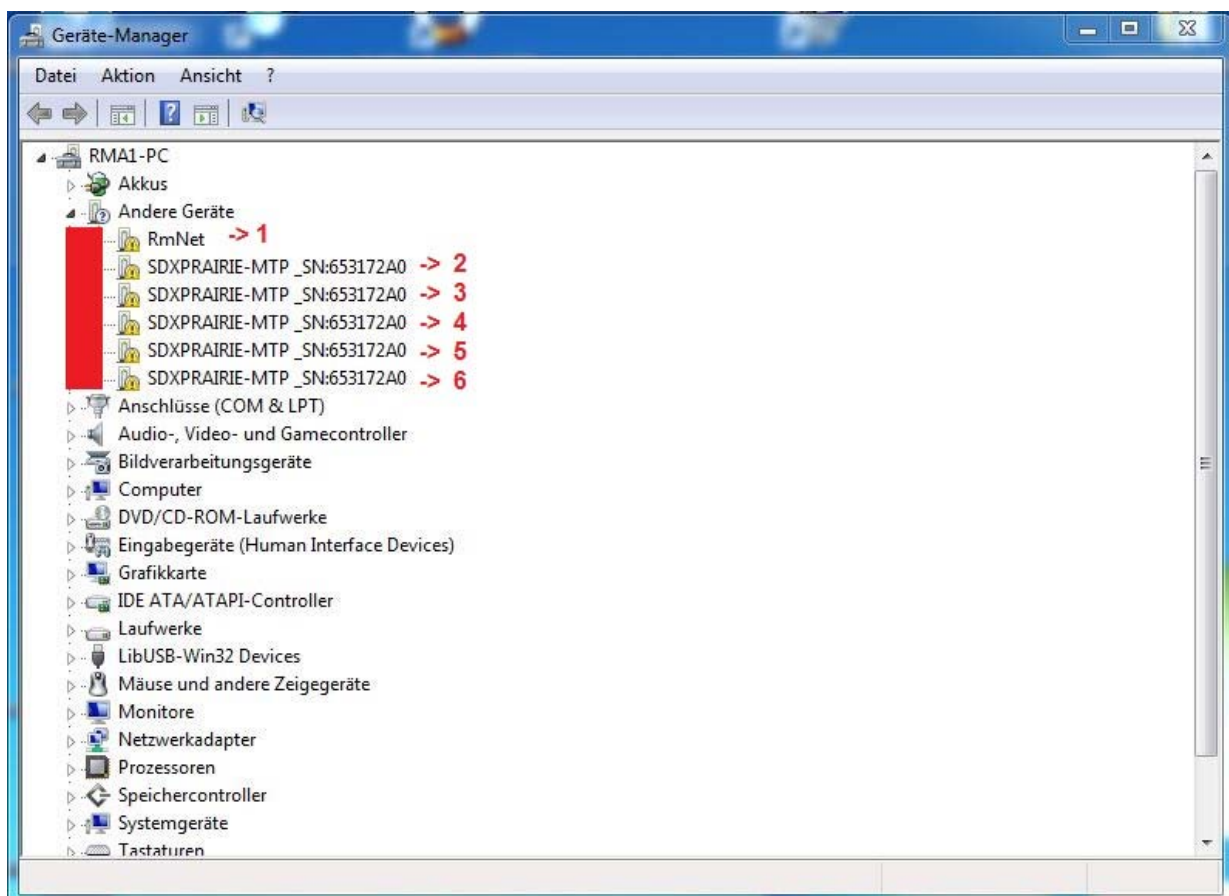 Geräte-Manager
Datei Aktion Ansicht ?
RMA1-PC
Akkus
Andere Geräte
RmNet -> 1
SDXPRAIRIE-MTP _SN:653172A0 -> 2
SDXPRAIRIE-MTP _SN:653172A0 -> 3
SDXPRAIRIE-MTP _SN:653172A0 -> 4
SDXPRAIRIE-MTP _SN:653172A0 -> 5
SDXPRAIRIE-MTP _SN:653172A0 -> 6
Anschlüsse (COM & LPT)
Audio-, Video- und Gamecontroller
Bildverarbeitungsgeräte
Computer
DVD/CD-ROM-Laufwerke
Eingabegeräte (Human Interface Devices)
Grafikkarte
IDE ATA/ATAPI-Controller
Laufwerke
LibUSB-Win32 Devices
Mäuse und andere Zeigegeräte
Monitore
Netzwerkadapter
Prozessoren
Speichercontroller
Systemgeräte
Tastaturen